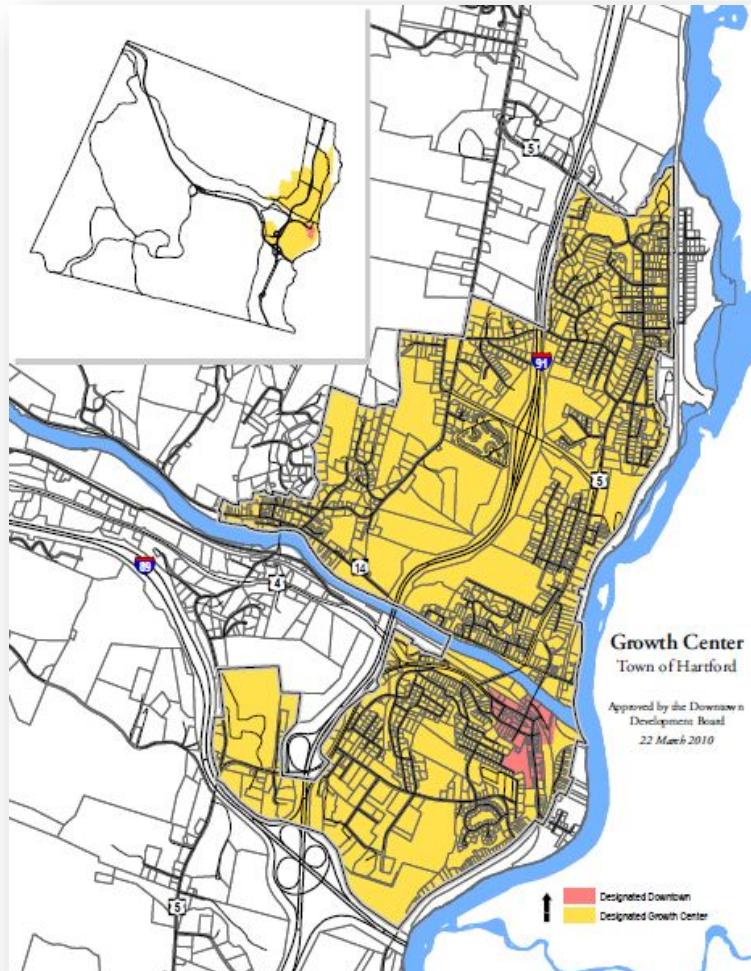 5
91
5
14
89
4
Growth Center
Town of Hartford
Approved by the Downtown
Development Board
22 March 2010
5
Designated Downtown
Designated Growth Center